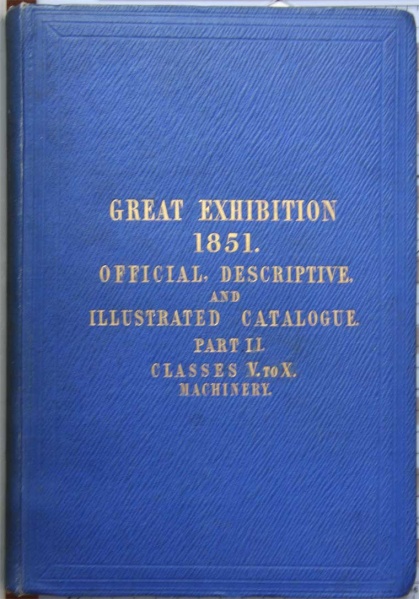 GREAT EXHIBITION
1851.
OFFICIAL, DESCRIPTIVE,
AND
ILLUSTRATED CATALOGUE.
PART II.
CLASSES V. TO X.
MACHINERY.